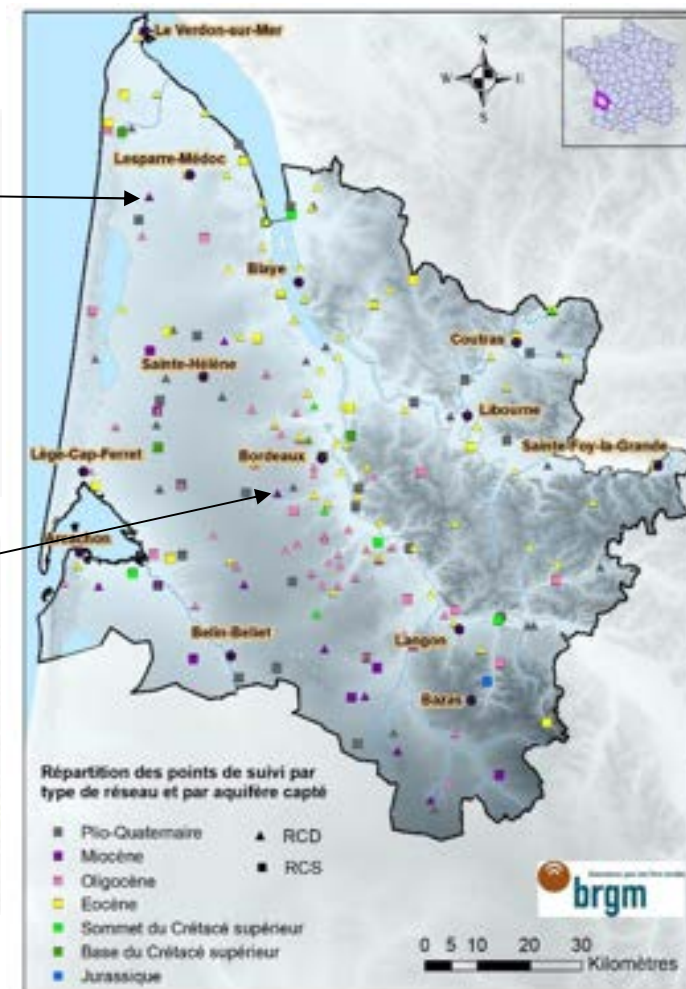 Le Verdon-sur-Mer
N
W E
S
Lesparre-Médoc
Blaye
Coutras
Sainte-Hélène
Libourne
Sainte-Foy-la-Grande
Lège-Cap-Ferret
Bordeaux
Arcachon
Belin-Beliet
Langon
Bazas
Répartition des points de suivi par
type de réseau et par aquifère capté
Plio-Quaternaire
Miocène
Oligocène
Eocène
Sommet du Crétacé supérieur
Base du Crétacé supérieur
Jurassique
RCD
RCS
brgm
0 5 10 20 30
Kilomètres